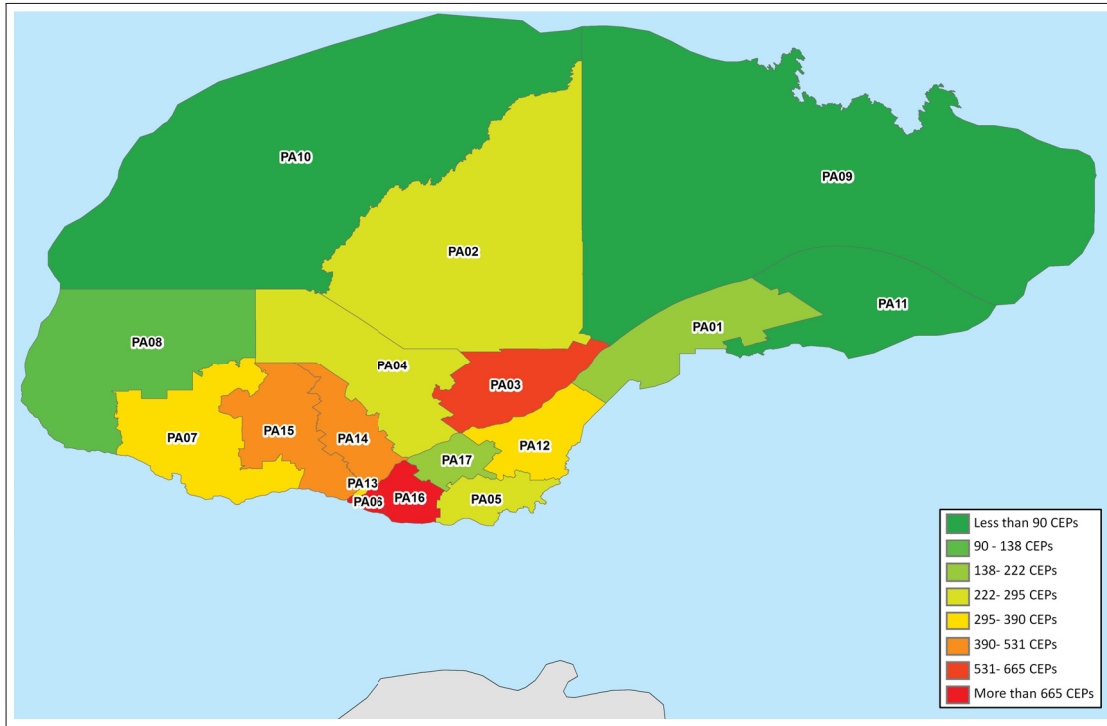 PA10
PA09
PA02
PA11
PA01
PA08
PA04
PA03
PA07
PA15
PA14
PA12
PA17
PA13
PA06
PA16
PA05
Less than 90 CEPs
90 - 138 CEPs
138- 222 CEPs
222- 295 CEPs
295- 390 CEPs
390- 531 CEPs
531- 665 CEPs
More than 665 CEPs